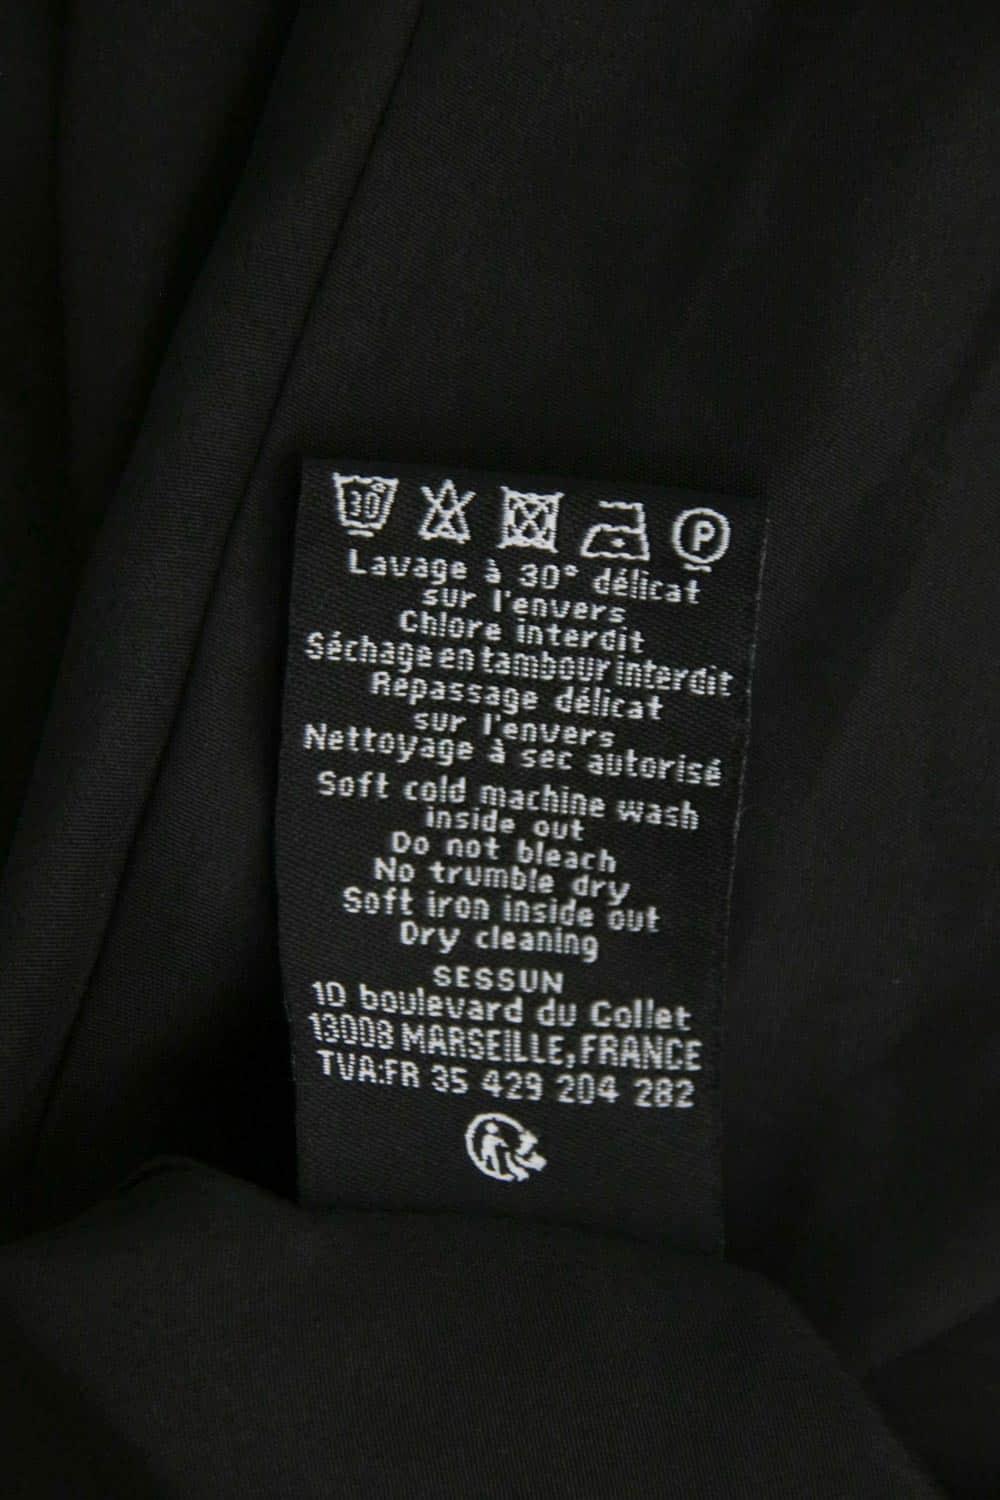 30 P
Lavage à 30° délicat
sur l'envers
Chlore interdit
Séchage en tambour interdit
Repassage délicat
sur l'envers
Nettoyage à sec autorisé
Soft cold machine wash
inside out
Do not bleach
No trumble dry
Soft iron inside out
Dry cleaning
SESSUN
10 boulevard du Collet
13008 MARSEILLE, FRANCE
TVA:FR 35 429 204 282